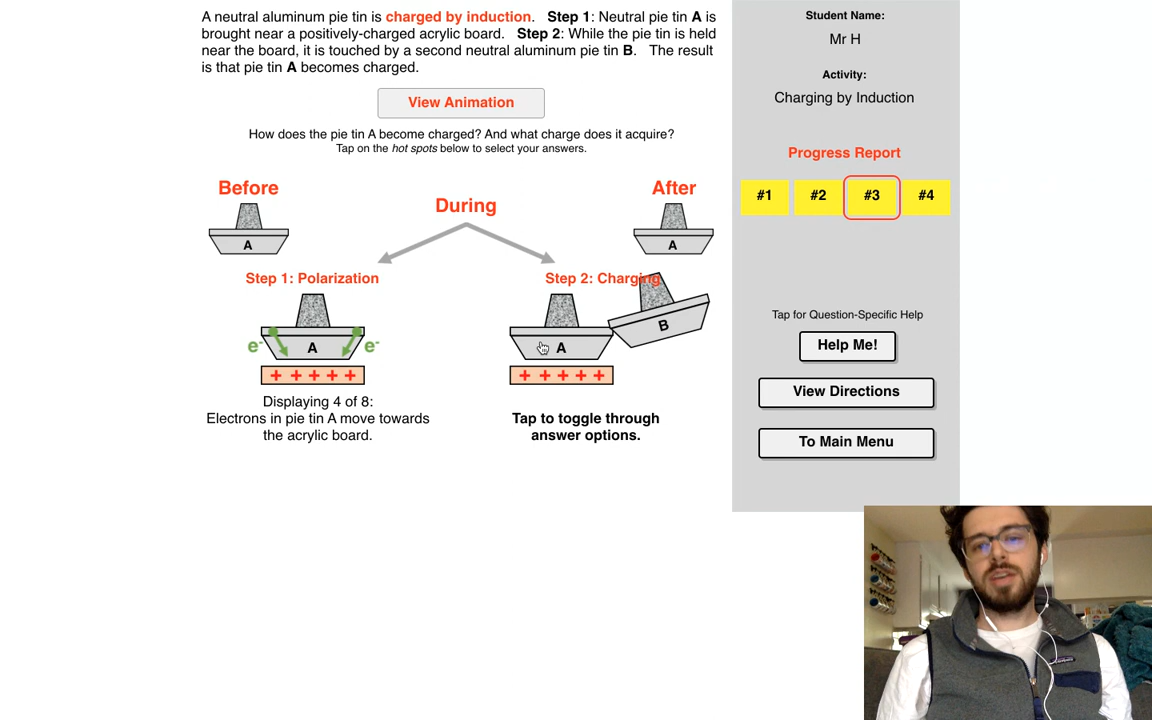 A neutral aluminum pie tin is charged by induction. Step 1: Neutral pie tin A is
brought near a positively-charged acrylic board. Step 2: While the pie tin is held
near the board, it is touched by a second neutral aluminum pie tin B. The result
is that pie tin A becomes charged.
View Animation
How does the pie tin A become charged? And what charge does it acquire?
Tap on the hot spots below to select your answers.
Before
During
After
A
A
Step 1: Polarization
Step 2: Charging
e-
A
e-
A
B
+ + + + +
+ + + + +
Displaying 4 of 8:
Electrons in pie tin A move towards
the acrylic board.
Tap to toggle through
answer options.
Student Name:
Mr H
Activity:
Charging by Induction
Progress Report
#1 #2 #3 #4
Tap for Question-Specific Help
Help Me!
View Directions
To Main Menu